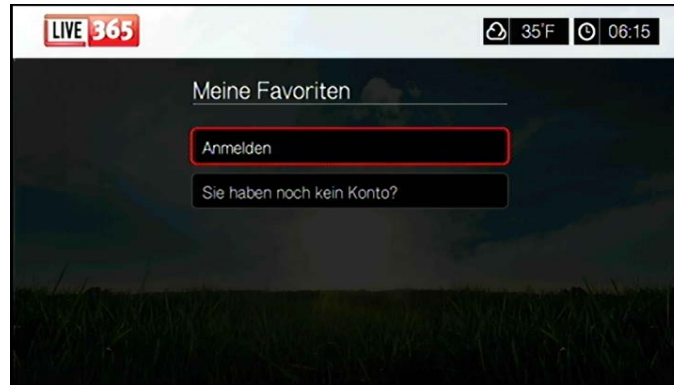 LIVE 365
35°F
06:15
Meine Favoriten
Anmelden
Sie haben noch kein Konto?